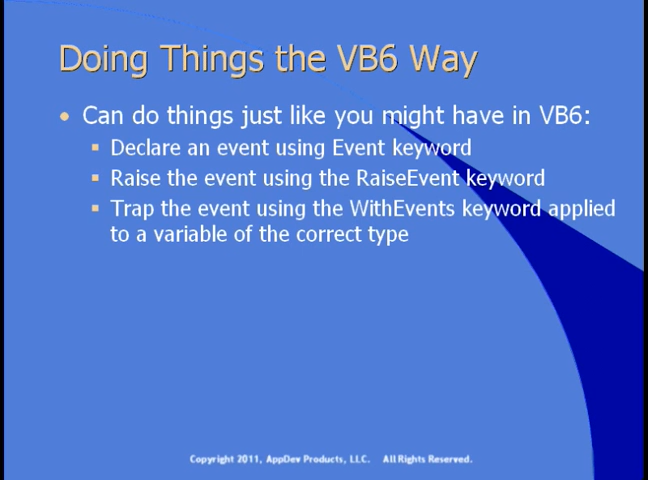 Doing Things the VB6 Way
• Can do things just like you might have in VB6:
▪ Declare an event using Event keyword
▪ Raise the event using the RaiseEvent keyword
▪ Trap the event using the WithEvents keyword applied
to a variable of the correct type
Copyright 2011, AppDev Products, LLC. All Rights Reserved.